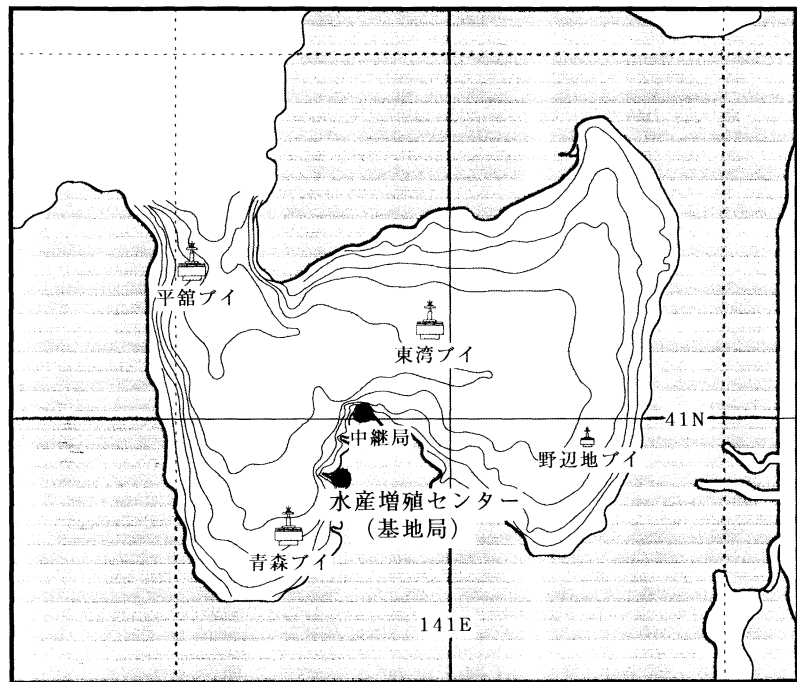 平舘ブイ
東湾ブイ
41N
中継局
野辺地ブイ
水産増殖センター
（基地局）
青森ブイ
141E